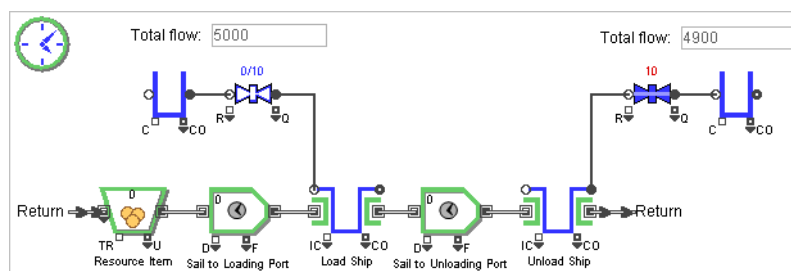 Total flow: 5000
Total flow: 4900
0/10
10
C CO R Q
R Q C CO
0 0 0
Return
Return
TR U D F IC CO D F IC CO
Resource Item Sail to Loading Port Load Ship Sail to Unloading Port Unload Ship